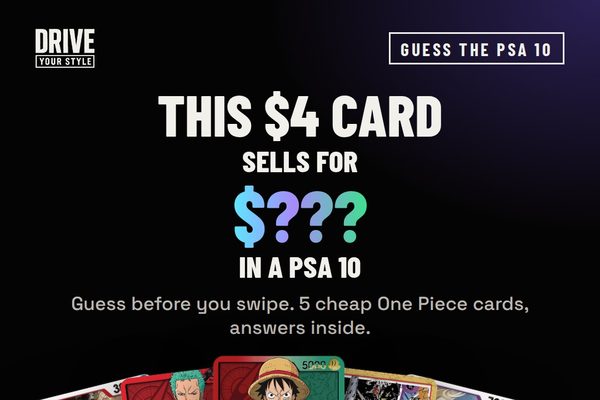 DRIVE
YOUR STYLE
GUESS THE PSA 10
THIS $4 CARD
SELLS FOR
$???
IN A PSA 10
Guess before you swipe. 5 cheap One Piece cards,
answers inside.
5000